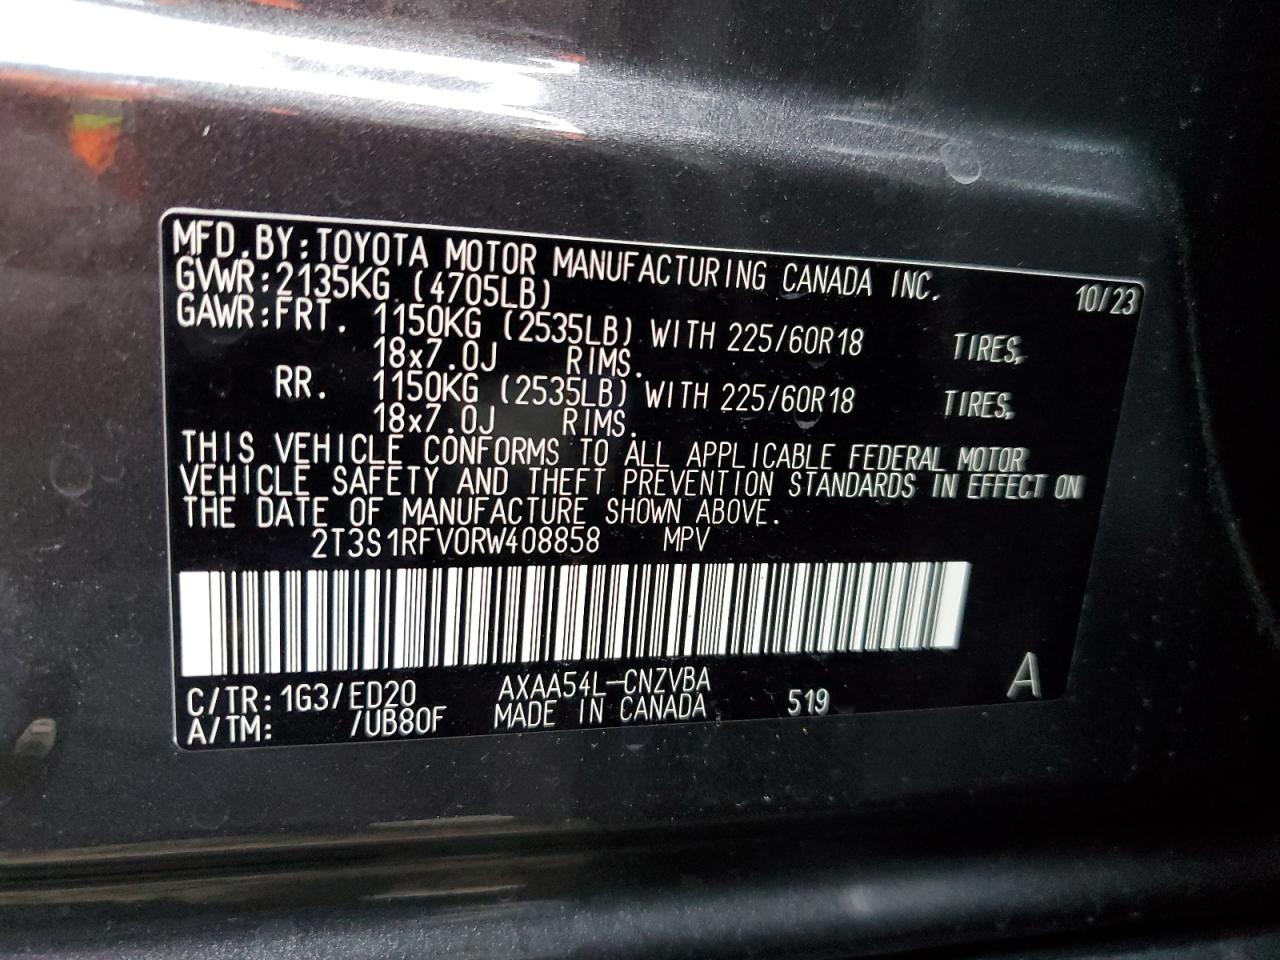 MFD.BY:TOYOTA MOTOR MANUFACTURING CANADA INC. 10/23
GVWR:2135KG (4705LB)
GAWR:FRT. 1150KG (2535LB) WITH 225/60R18 TIRES,
18x7.0J RIMS.
RR. 1150KG (2535LB) WITH 225/60R18 TIRES,
18x7.0J RIMS.
THIS VEHICLE CONFORMS TO ALL APPLICABLE FEDERAL MOTOR
VEHICLE SAFETY AND THEFT PREVENTION STANDARDS IN EFFECT ON
THE DATE OF MANUFACTURE SHOWN ABOVE.
2T3S1RFV0RW408858 MPV
C/TR:1G3/ED20 AXAA54L-CNZVBA 519 A
A/TM: /UB80F MADE IN CANADA